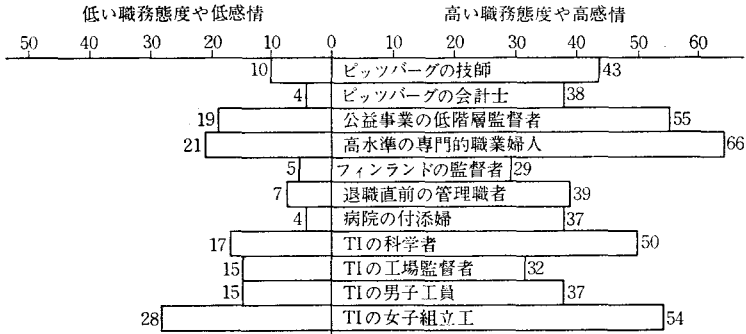 低い職務態度や低感情 高い職務態度や高感情
50 40 30 20 10 0 10 20 30 40 50 60
10 ピッツバーグの技師 43
4 ピッツバーグの会計士 38
19 公益事業の低階層監督者 55
21 高水準の専門的職業婦人 66
5 フィンランドの監督者 29
7 退職直前の管理職者 39
4 病院の付添婦 37
17 TIの科学者 50
15 TIの工場監督者 32
15 TIの男子工員 37
28 TIの女子組立工 54